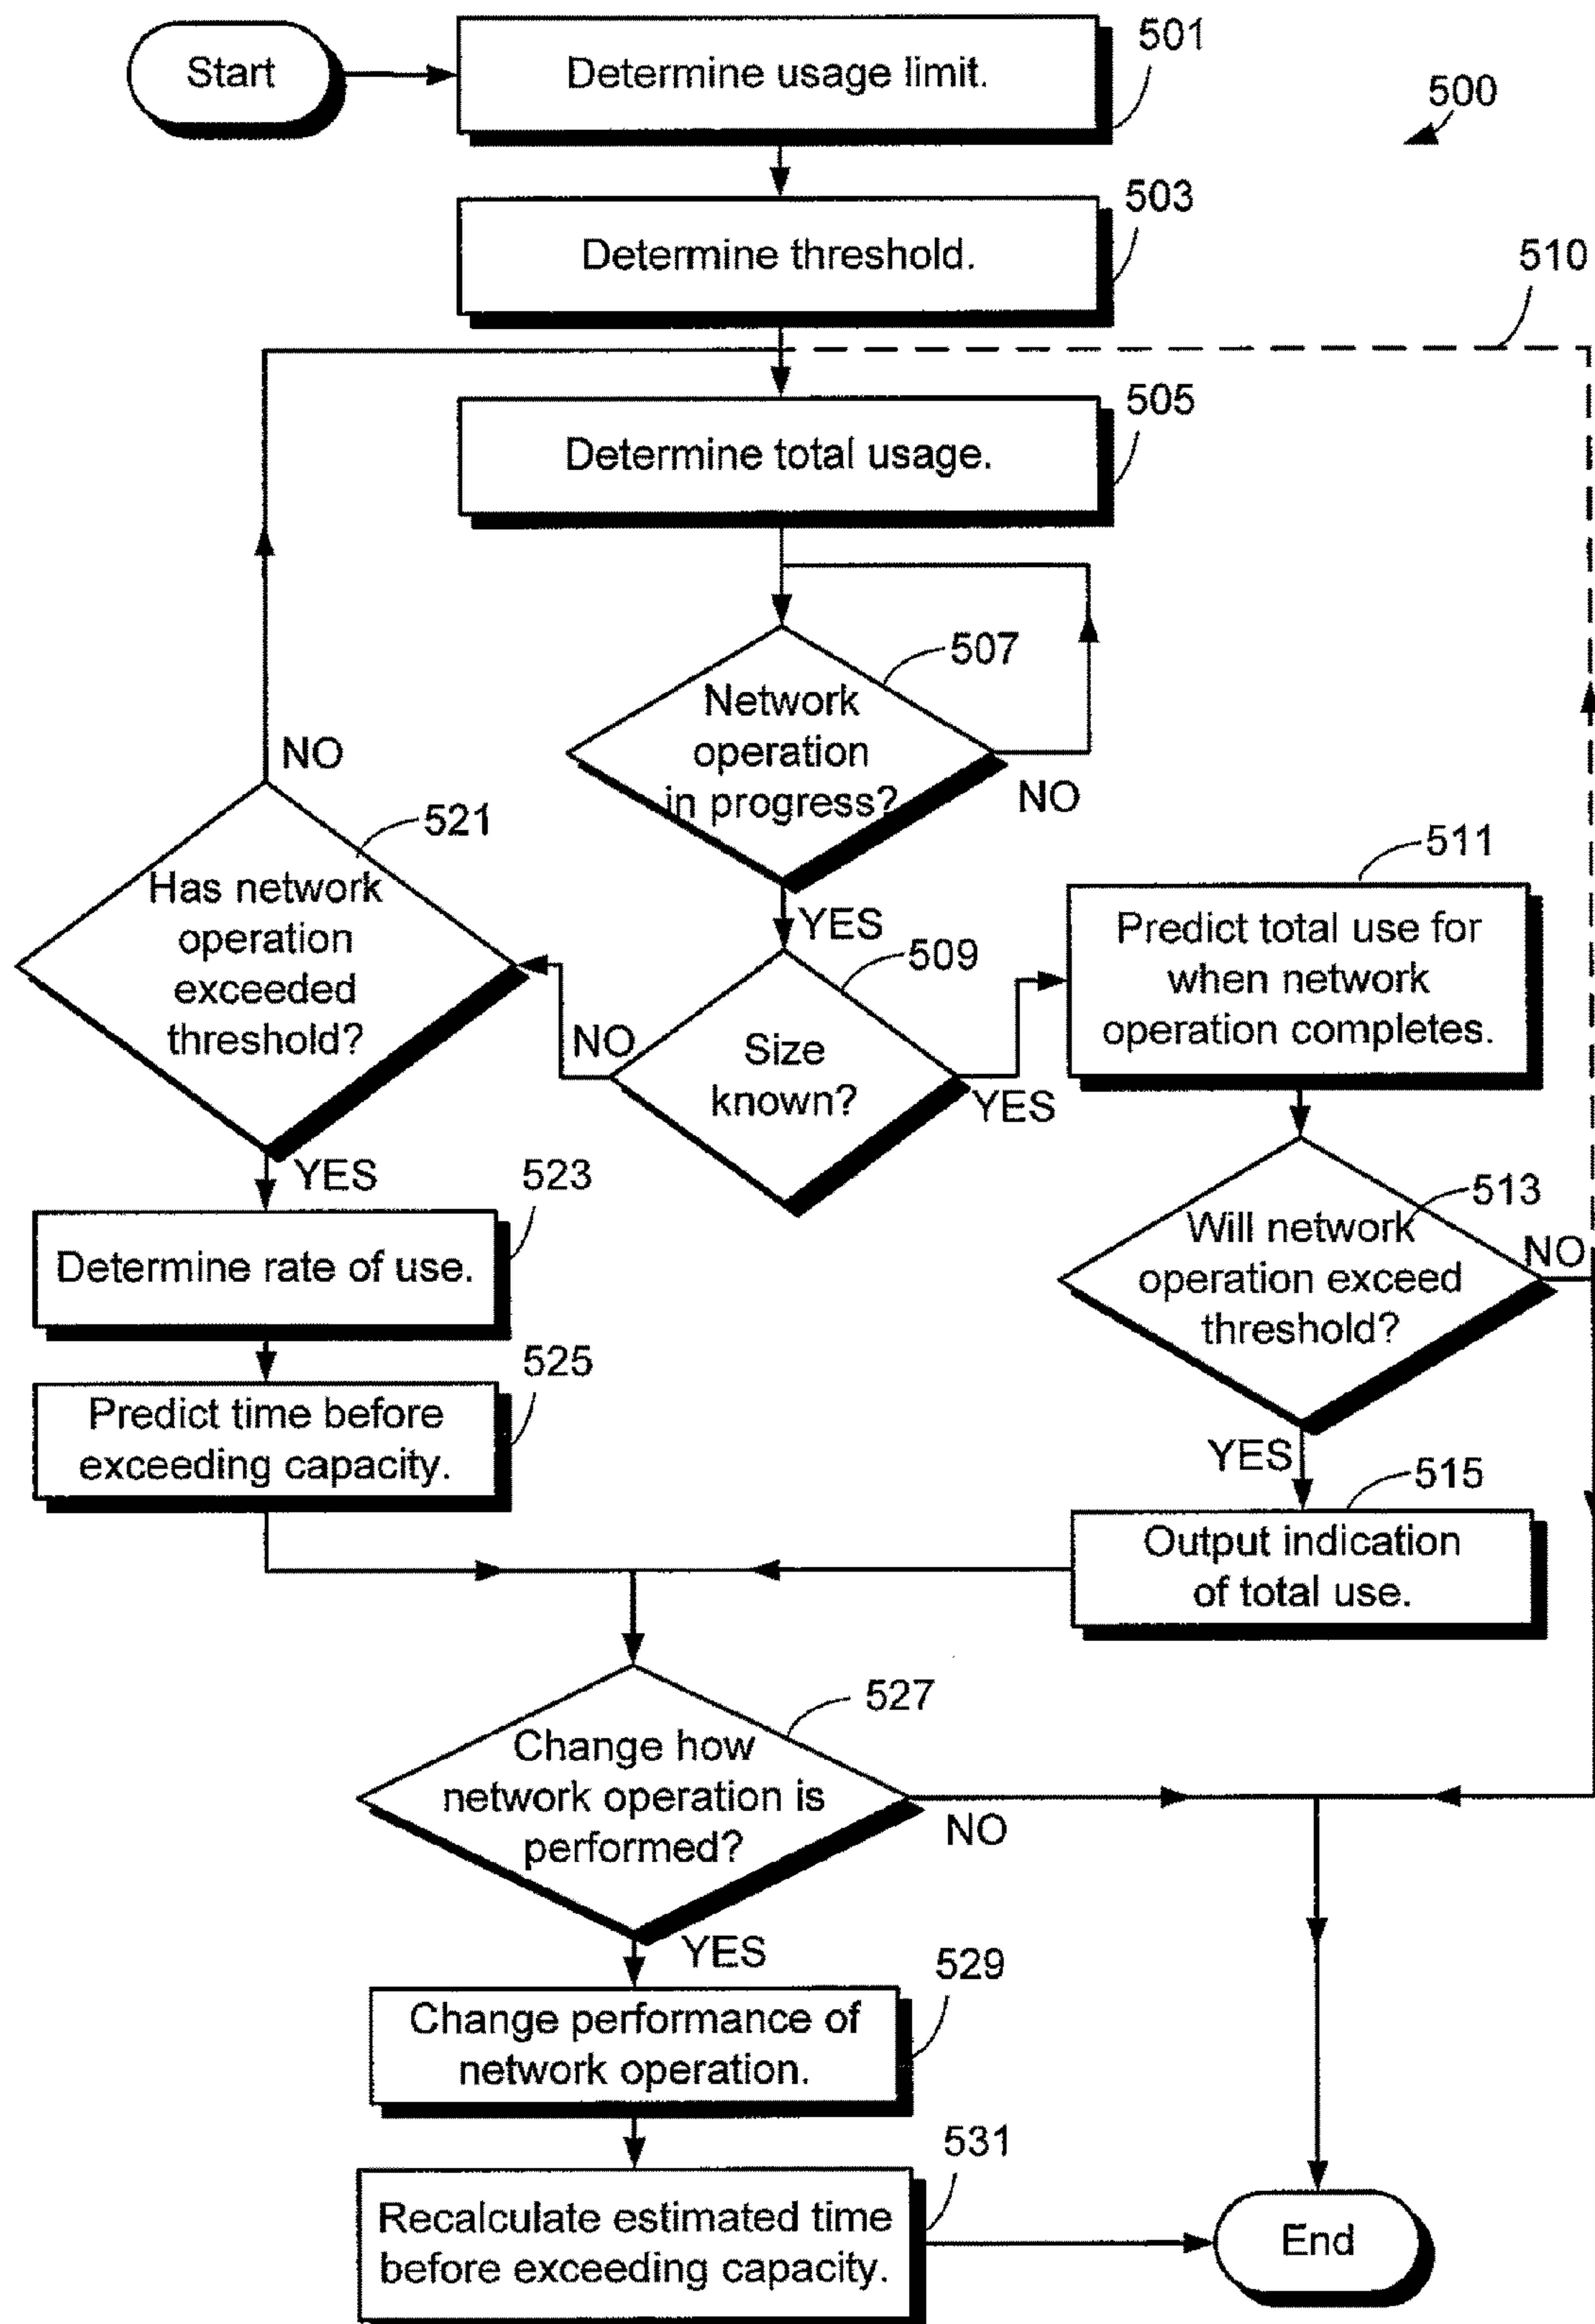 Start
Determine usage limit.
501
500
Determine threshold.
503
510
Determine total usage.
505
507
Network
operation
in progress?
NO
NO
521
Has network
operation
exceeded
threshold?
YES
509
Size
known?
NO
YES
511
Predict total use for
when network
operation completes.
YES
523
Determine rate of use.
513
Will network
operation exceed
threshold?
NO
525
Predict time before
exceeding capacity.
YES
515
Output indication
of total use.
527
Change how
network operation is
performed?
NO
YES
529
Change performance of
network operation.
531
Recalculate estimated time
before exceeding capacity.
End